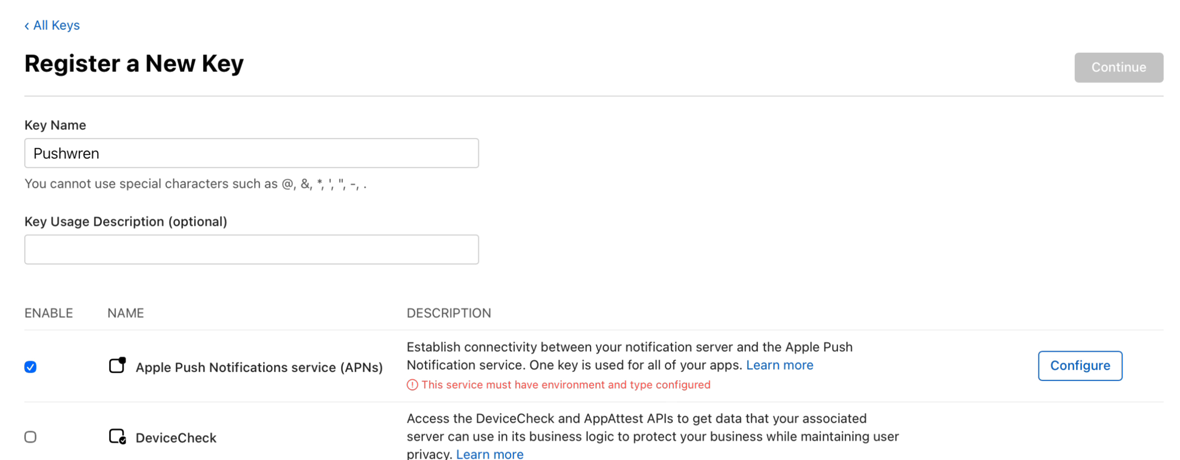 ‹ All Keys
Register a New Key
Continue
Key Name
Pushwren
You cannot use special characters such as @, &, *, ', ", -, .
Key Usage Description (optional)
ENABLE NAME DESCRIPTION
Establish connectivity between your notification server and the Apple Push
Apple Push Notifications service (APNs)
Notification service. One key is used for all of your apps. Learn more
Configure
This service must have environment and type configured
Access the DeviceCheck and AppAttest APIs to get data that your associated
DeviceCheck
server can use in its business logic to protect your business while maintaining user
privacy. Learn more